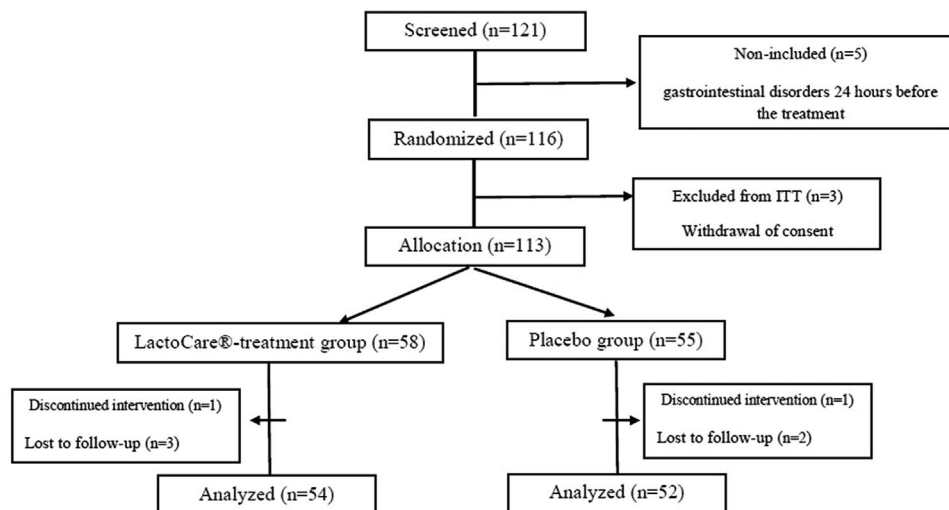 Screened (n=121)
Non-included (n=5)
gastrointestinal disorders 24 hours before
the treatment
Randomized (n=116)
Excluded from ITT (n=3)
Withdrawal of consent
Allocation (n=113)
LactoCare®-treatment group (n=58)
Placebo group (n=55)
Discontinued intervention (n=1)
Lost to follow-up (n=3)
Discontinued intervention (n=1)
Lost to follow-up (n=2)
Analyzed (n=54)
Analyzed (n=52)